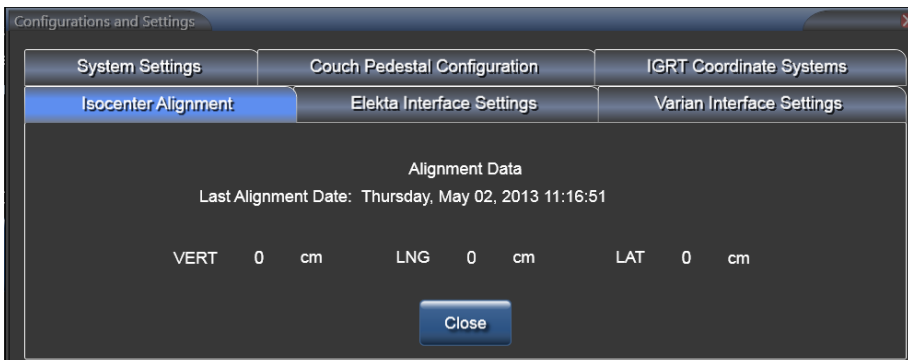 Configurations and Settings
System Settings Couch Pedestal Configuration IGRT Coordinate Systems
Isocenter Alignment Elekta Interface Settings Varian Interface Settings
Alignment Data
Last Alignment Date: Thursday, May 02, 2013 11:16:51
VERT 0 cm LNG 0 cm LAT 0 cm
Close